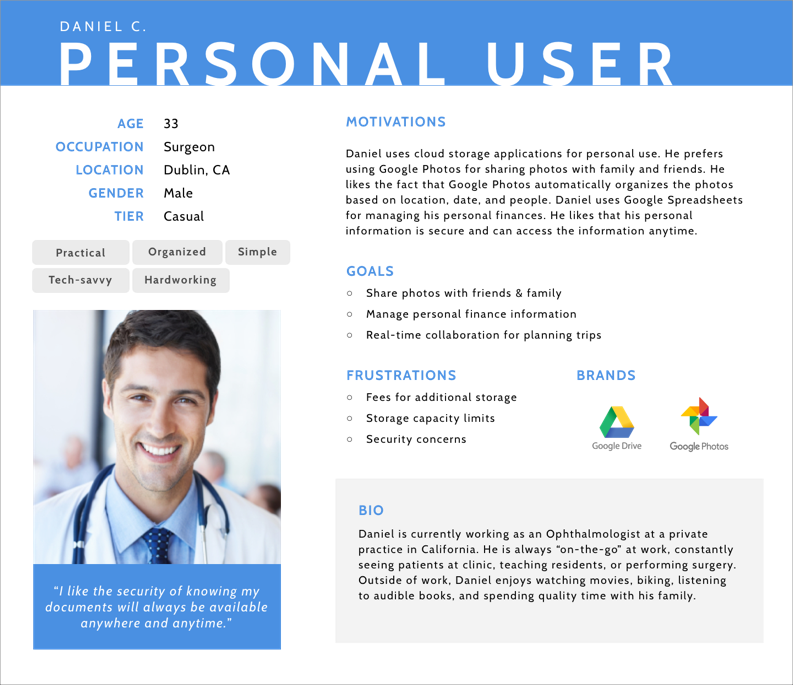 DANIEL C.
PERSONAL USER
AGE 33
OCCUPATION Surgeon
LOCATION Dublin, CA
GENDER Male
TIER Casual
Practical Organized Simple
Tech-savvy Hardworking
"I like the security of knowing my
documents will always be available
anywhere and anytime."
MOTIVATIONS
Daniel uses cloud storage applications for personal use. He prefers
using Google Photos for sharing photos with family and friends. He
likes the fact that Google Photos automatically organizes the photos
based on location, date, and people. Daniel uses Google Spreadsheets
for managing his personal finances. He likes that his personal
information is secure and can access the information anytime.
GOALS
Share photos with friends & family
Manage personal finance information
Real-time collaboration for planning trips
FRUSTRATIONS
Fees for additional storage
Storage capacity limits
Security concerns
BRANDS
Google Drive
Google Photos
BIO
Daniel is currently working as an Ophthalmologist at a private
practice in California. He is always "on-the-go" at work, constantly
seeing patients at clinic, teaching residents, or performing surgery.
Outside of work, Daniel enjoys watching movies, biking, listening
to audible books, and spending quality time with his family.